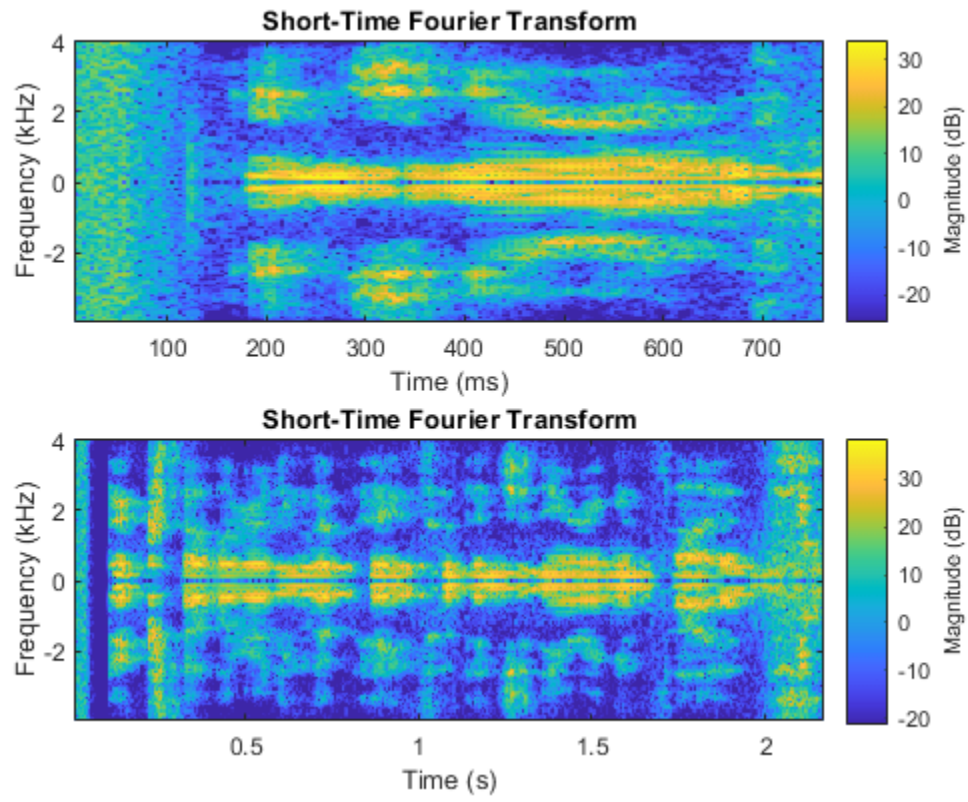 Short-Time Fourier Transform
4
2
0
-2
Frequency (kHz)
100 200 300 400 500 600 700
Time (ms)
30
20
10
0
-10
-20
Magnitude (dB)
Short-Time Fourier Transform
4
2
0
-2
Frequency (kHz)
0.5 1 1.5 2
Time (s)
30
20
10
0
-10
-20
Magnitude (dB)